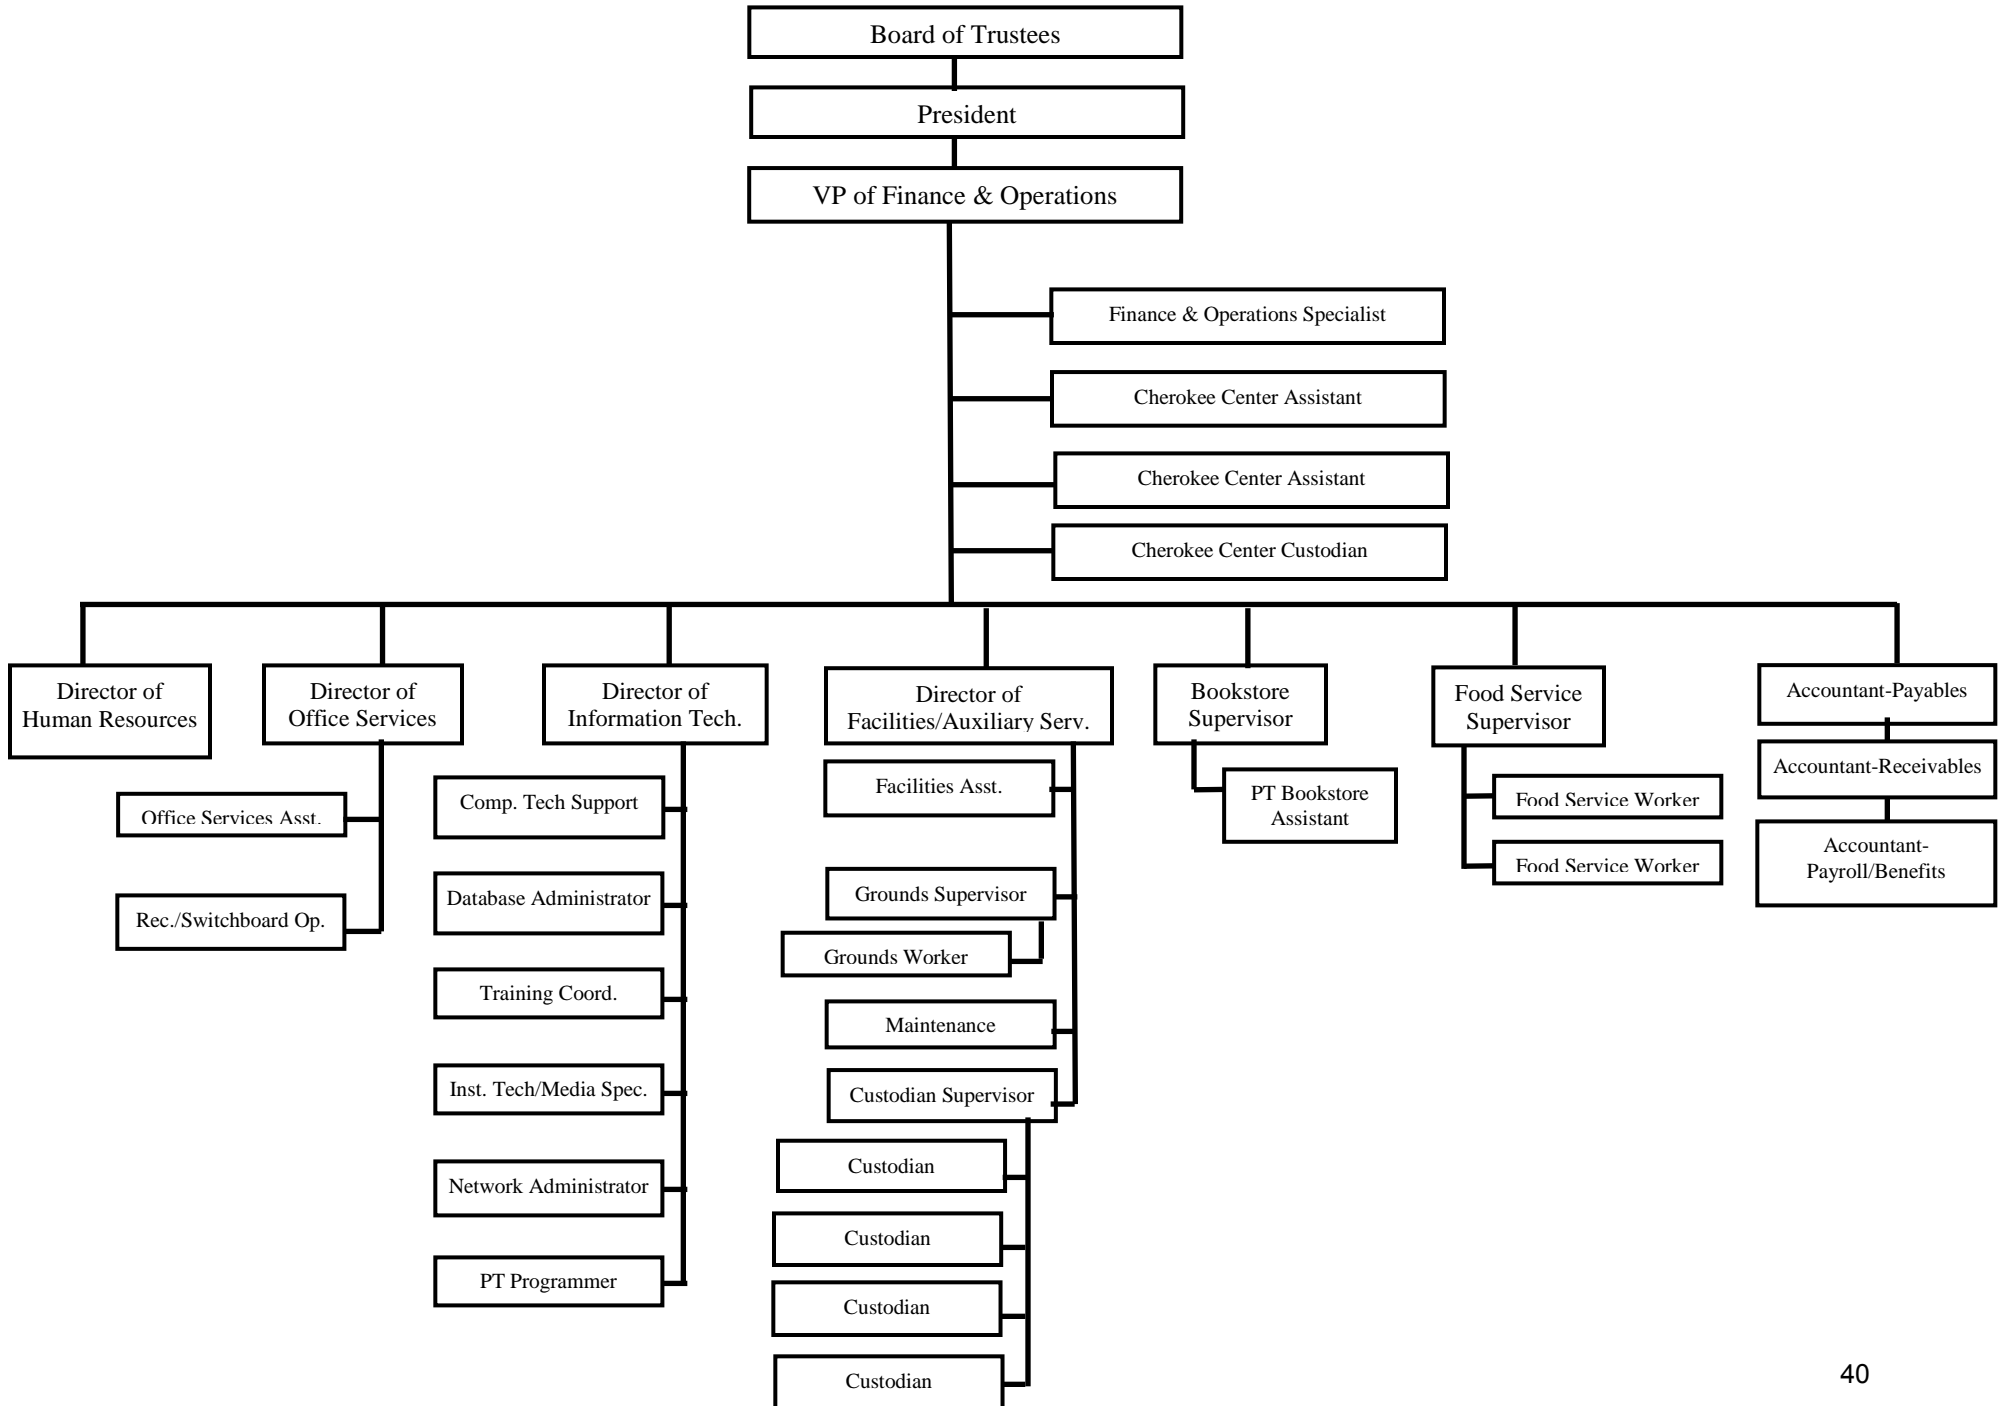 Board of Trustees
President
VP of Finance & Operations
Finance & Operations Specialist
Cherokee Center Assistant
Cherokee Center Assistant
Cherokee Center Custodian
Director of
Human Resources
Director of
Office Services
Office Services Asst.
Rec./Switchboard Op.
Director of
Information Tech.
Comp. Tech Support
Database Administrator
Training Coord.
Inst. Tech/Media Spec.
Network Administrator
PT Programmer
Director of
Facilities/Auxiliary Serv.
Facilities Asst.
Grounds Supervisor
Grounds Worker
Maintenance
Custodian Supervisor
Custodian
Custodian
Custodian
Custodian
Bookstore
Supervisor
PT Bookstore
Assistant
Food Service
Supervisor
Food Service Worker
Food Service Worker
Accountant-Payables
Accountant-Receivables
Accountant-
Payroll/Benefits
40